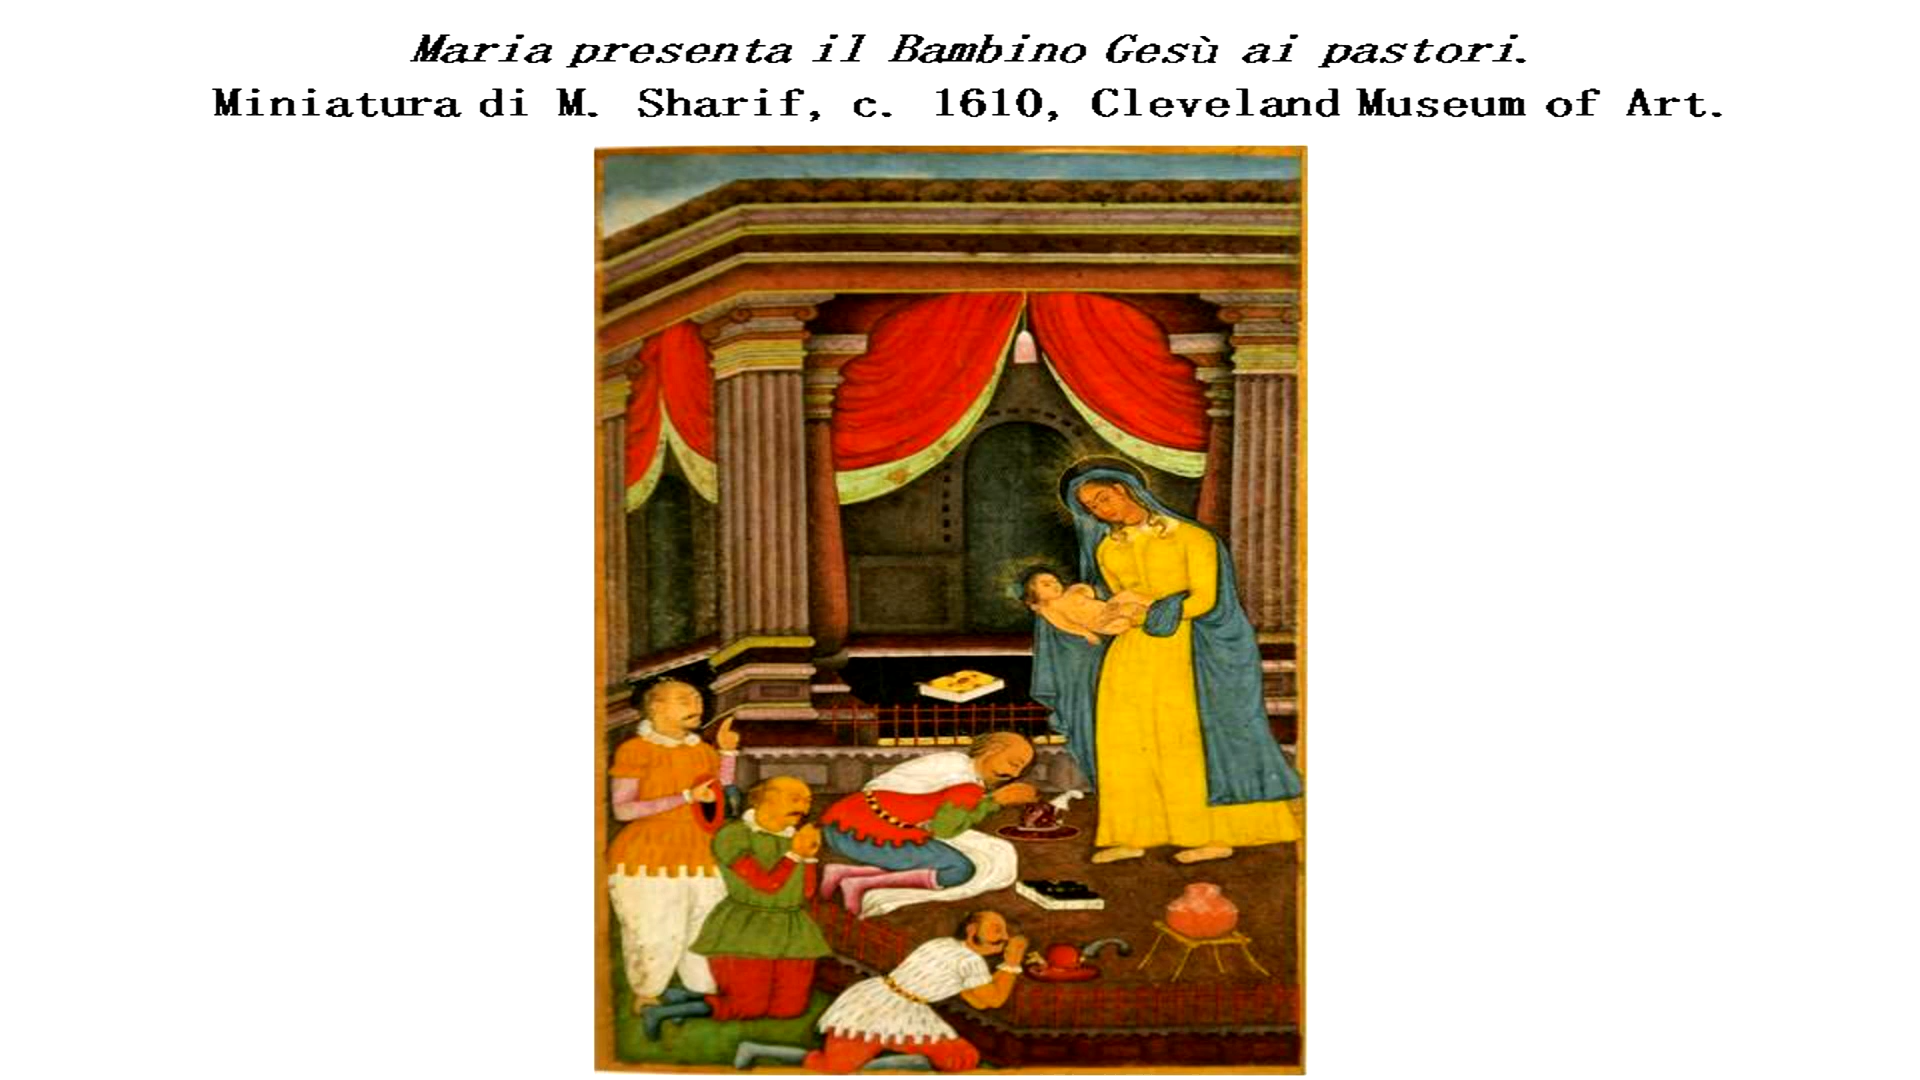 Maria presenta il Bambino Gesù ai pastori.
Miniatura di M. Sharif, c. 1610, Cleveland Museum of Art.